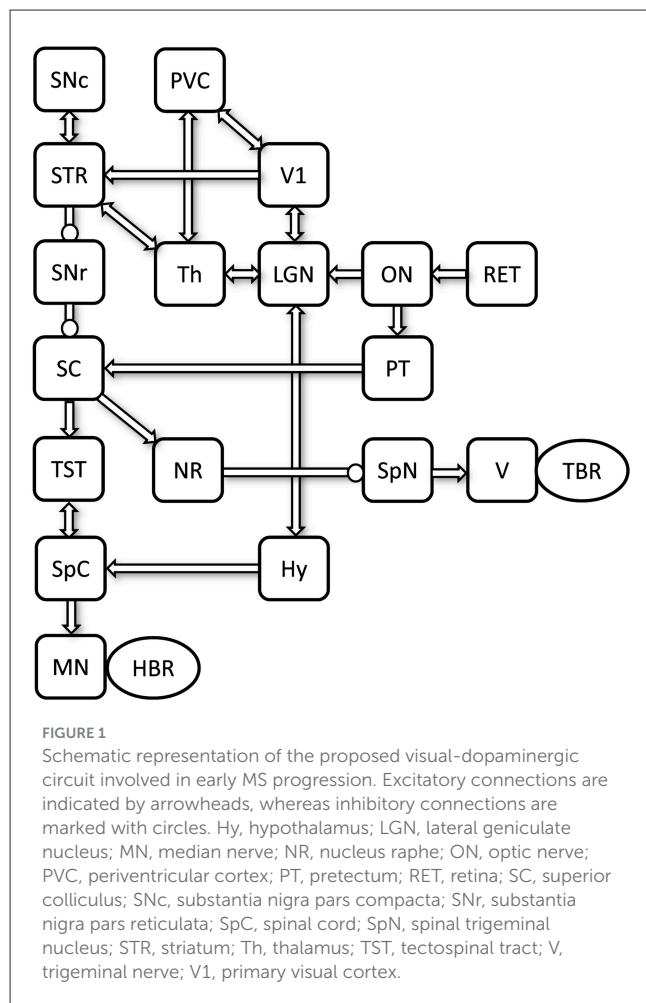 SNc PVC
STR V1
SNr Th LGN ON RET
SC PT
TST NR SpN V TBR
SpC Hy
MN HBR
FIGURE 1
Schematic representation of the proposed visual-dopaminergic
circuit involved in early MS progression. Excitatory connections are
indicated by arrowheads, whereas inhibitory connections are
marked with circles. Hy, hypothalamus; LGN, lateral geniculate
nucleus; MN, median nerve; NR, nucleus raphe; ON, optic nerve;
PVC, periventricular cortex; PT, pretectum; RET, retina; SC, superior
colliculus; SNc, substantia nigra pars compacta; SNr, substantia
nigra pars reticulata; SpC, spinal cord; SpN, spinal trigeminal
nucleus; STR, striatum; Th, thalamus; TST, tectospinal tract; V,
trigeminal nerve; V1, primary visual cortex.